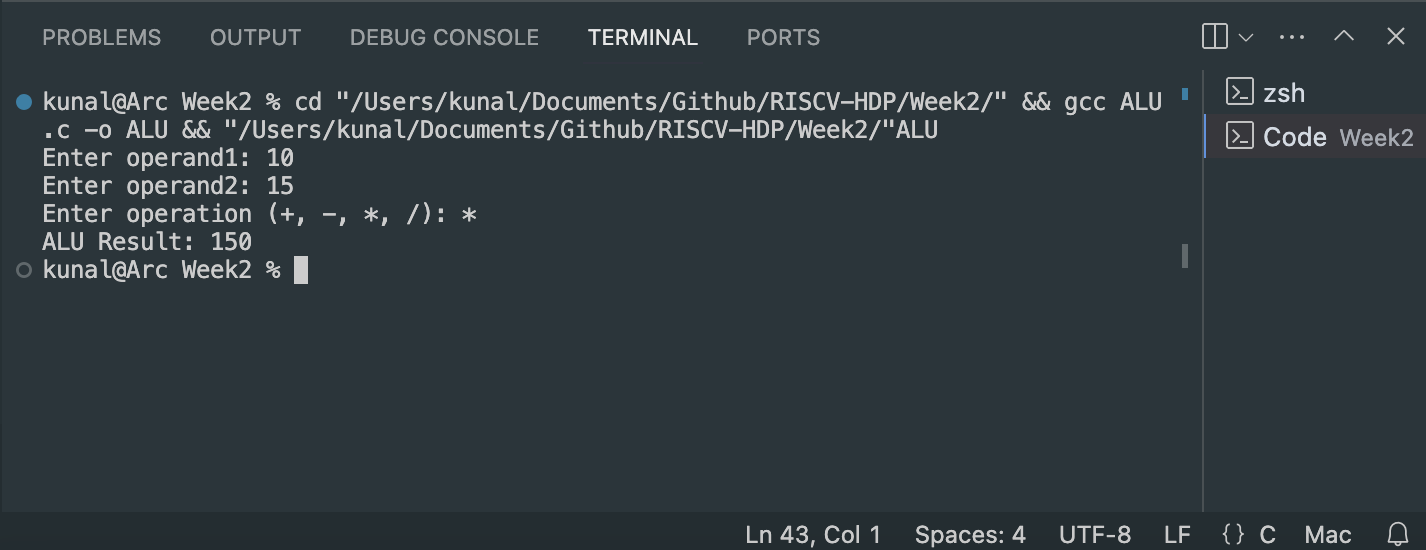 PROBLEMS OUTPUT DEBUG CONSOLE TERMINAL PORTS
kunal@Arc Week2 % cd "/Users/kunal/Documents/Github/RISCV-HDP/Week2/" && gcc ALU
.c -o ALU && "/Users/kunal/Documents/Github/RISCV-HDP/Week2/"ALU
Enter operand1: 10
Enter operand2: 15
Enter operation (+, -, *, /): *
ALU Result: 150
kunal@Arc Week2 %
zsh
Code Week2
Ln 43, Col 1 Spaces: 4 UTF-8 LF {} C Mac